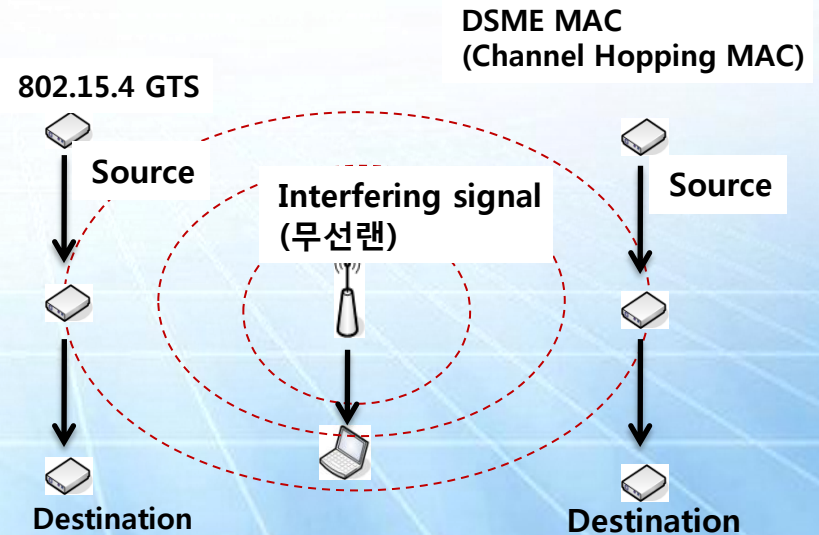 DSME MAC
(Channel Hopping MAC)
802.15.4 GTS
Source
Interfering signal
(무선랜)
Source
Destination
Destination